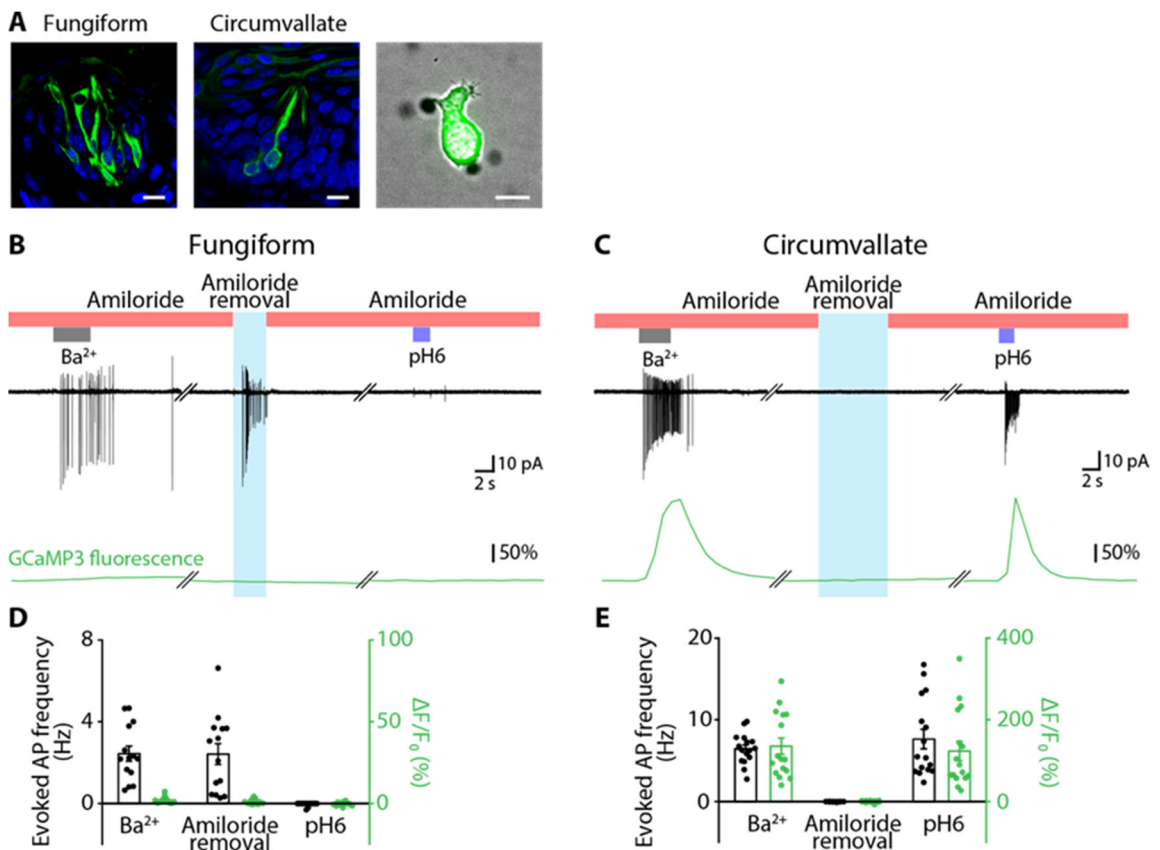 A
Fungiform
Circumvallate
B
Fungiform
Amiloride
Amiloride
removal
Amiloride
Ba²⁺
pH6
10 pA
2 s
GCaMP3 fluorescence
50%
C
Circumvallate
Amiloride
Amiloride
removal
Amiloride
Ba²⁺
pH6
10 pA
2 s
50%
D
Evoked AP frequency
(Hz)
8
4
0
100
50
0
ΔF/F₀ (%)
Ba²⁺
Amiloride
removal
pH6
E
Evoked AP frequency
(Hz)
20
10
0
400
200
0
ΔF/F₀ (%)
Ba²⁺
Amiloride
removal
pH6